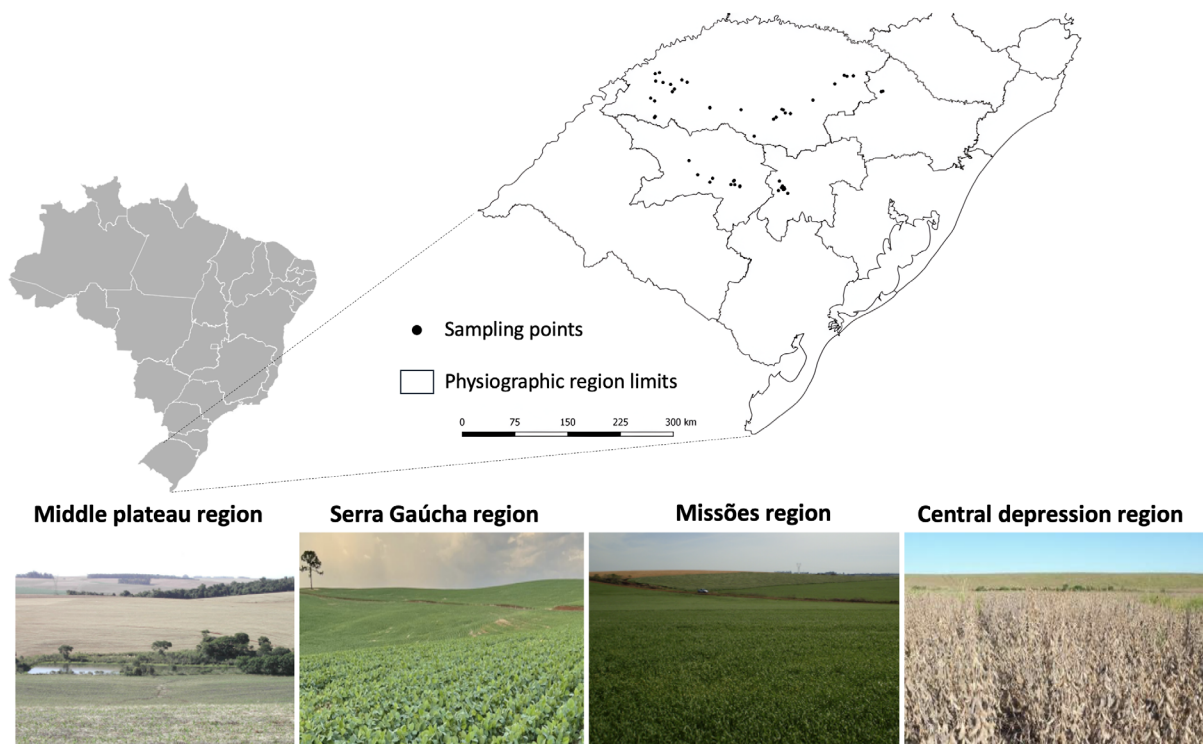 Sampling points
Physiographic region limits
0 75 150 225 300 km
Middle plateau region
Serra Gaúcha region
Missões region
Central depression region